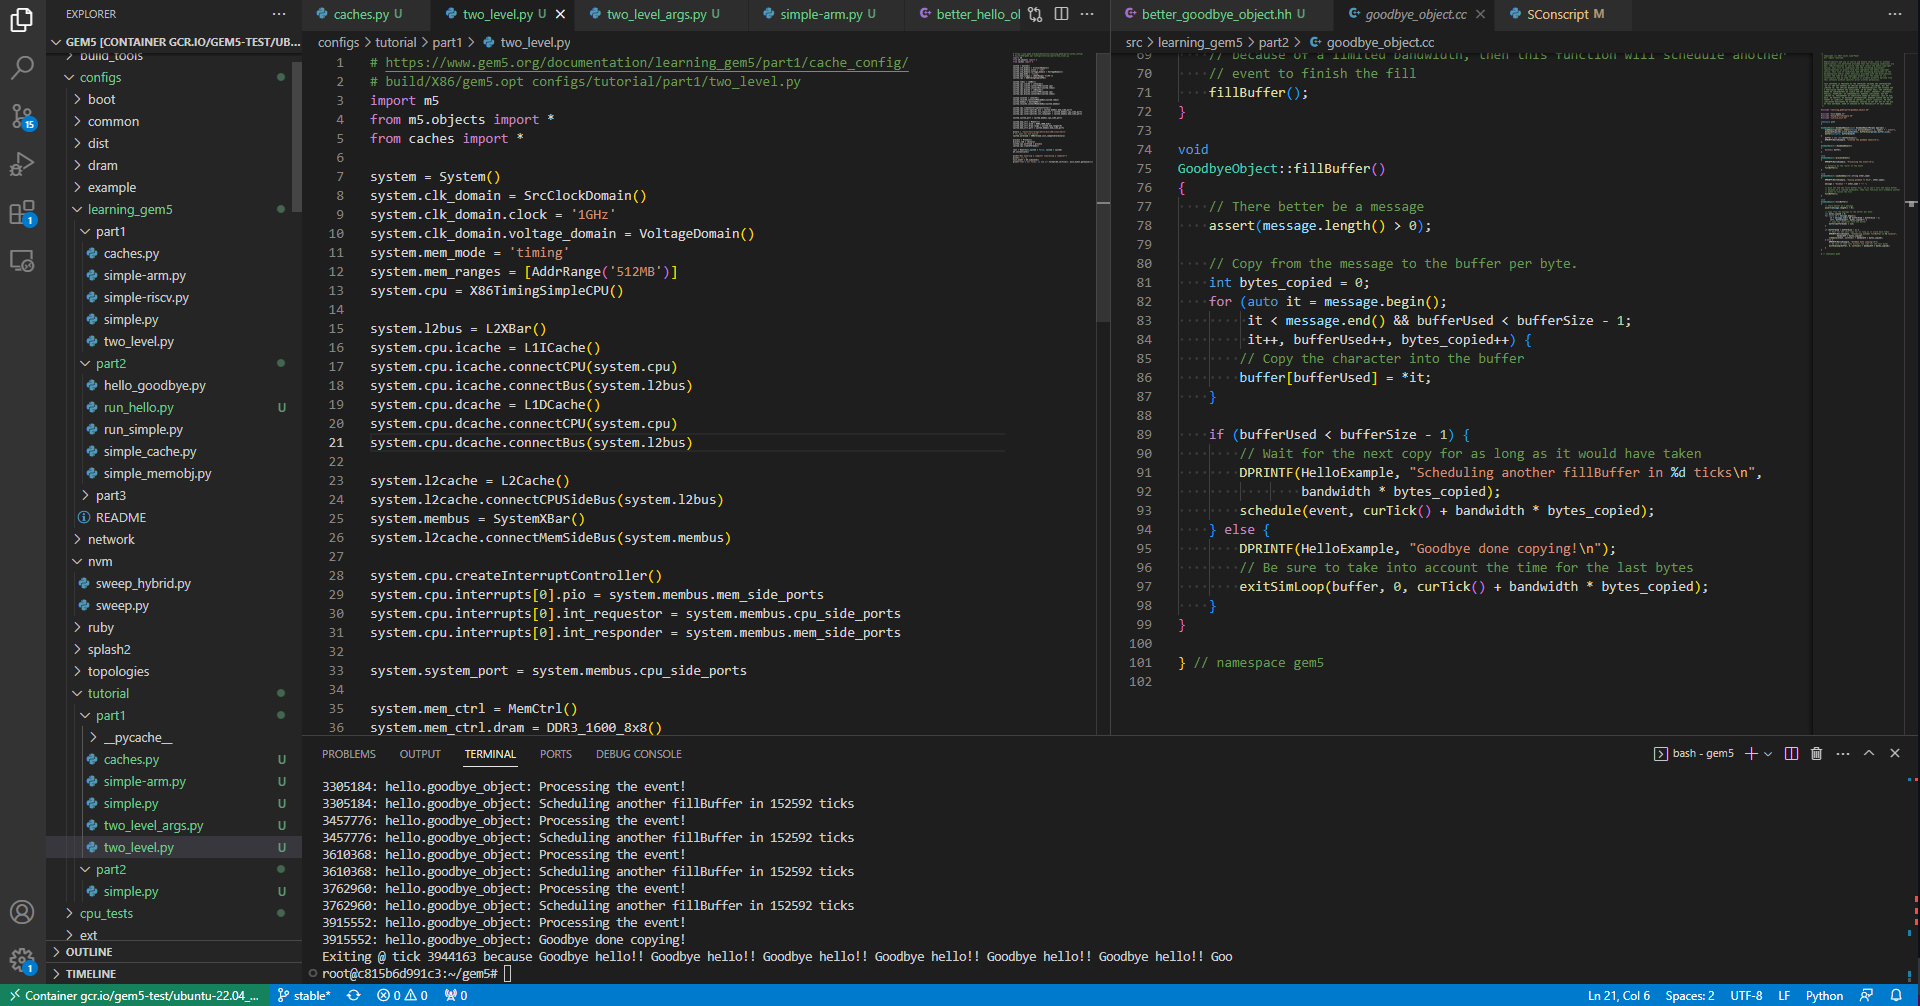 EXPLORER
GEM5 [CONTAINER GCR.IO/GEM5-TEST/UB...
build_tools
configs
boot
common
dist
dram
example
learning_gem5
part1
caches.py
simple-arm.py
simple-riscv.py
simple.py
two_level.py
part2
hello_goodbye.py
run_hello.py U
run_simple.py
simple_cache.py
simple_memobj.py
part3
README
network
nvm
sweep_hybrid.py
sweep.py
ruby
splash2
topologies
tutorial
part1
__pycache__
caches.py U
simple-arm.py U
simple.py U
two_level_args.py U
two_level.py U
part2
simple.py U
cpu_tests
ext
OUTLINE
TIMELINE
15
1
1
caches.py U
two_level.py U
two_level_args.py U
simple-arm.py U
better_hello_ol
configs > tutorial > part1 > two_level.py
1 # https://www.gem5.org/documentation/learning_gem5/part1/cache_config/
2 # build/X86/gem5.opt configs/tutorial/part1/two_level.py
3 import m5
4 from m5.objects import *
5 from caches import *
6
7 system = System()
8 system.clk_domain = SrcClockDomain()
9 system.clk_domain.clock = '1GHz'
10 system.clk_domain.voltage_domain = VoltageDomain()
11 system.mem_mode = 'timing'
12 system.mem_ranges = [AddrRange('512MB')]
13 system.cpu = X86TimingSimpleCPU()
14
15 system.l2bus = L2XBar()
16 system.cpu.icache = L1ICache()
17 system.cpu.icache.connectCPU(system.cpu)
18 system.cpu.icache.connectBus(system.l2bus)
19 system.cpu.dcache = L1DCache()
20 system.cpu.dcache.connectCPU(system.cpu)
21 system.cpu.dcache.connectBus(system.l2bus)
22
23 system.l2cache = L2Cache()
24 system.l2cache.connectCPUSideBus(system.l2bus)
25 system.membus = SystemXBar()
26 system.l2cache.connectMemSideBus(system.membus)
27
28 system.cpu.createInterruptController()
29 system.cpu.interrupts[0].pio = system.membus.mem_side_ports
30 system.cpu.interrupts[0].int_requestor = system.membus.cpu_side_ports
31 system.cpu.interrupts[0].int_responder = system.membus.mem_side_ports
32
33 system.system_port = system.membus.cpu_side_ports
34
35 system.mem_ctrl = MemCtrl()
36 system.mem_ctrl.dram = DDR3_1600_8x8()
better_goodbye_object.hh U
goodbye_object.cc
SConscript M
src > learning_gem5 > part2 > goodbye_object.cc
69 // because of a limited bandwidth, then this function will schedule another
70 // event to finish the fill
71 fillBuffer();
72 }
73
74 void
75 GoodbyeObject::fillBuffer()
76 {
77 // There better be a message
78 assert(message.length() > 0);
79
80 // Copy from the message to the buffer per byte.
81 int bytes_copied = 0;
82 for (auto it = message.begin();
83 it < message.end() && bufferUsed < bufferSize - 1;
84 it++, bufferUsed++, bytes_copied++) {
85 // Copy the character into the buffer
86 buffer[bufferUsed] = *it;
87 }
88
89 if (bufferUsed < bufferSize - 1) {
90 // Wait for the next copy for as long as it would have taken
91 DPRINTF(HelloExample, "Scheduling another fillBuffer in %d ticks\n",
92 bandwidth * bytes_copied);
93 schedule(event, curTick() + bandwidth * bytes_copied);
94 } else {
95 DPRINTF(HelloExample, "Goodbye done copying!\n");
96 // Be sure to take into account the time for the last bytes
97 exitSimLoop(buffer, 0, curTick() + bandwidth * bytes_copied);
98 }
99 }
100
101 } // namespace gem5
102
PROBLEMS OUTPUT TERMINAL PORTS DEBUG CONSOLE
bash - gem5
3305184: hello.goodbye_object: Processing the event!
3305184: hello.goodbye_object: Scheduling another fillBuffer in 152592 ticks
3457776: hello.goodbye_object: Processing the event!
3457776: hello.goodbye_object: Scheduling another fillBuffer in 152592 ticks
3610368: hello.goodbye_object: Processing the event!
3610368: hello.goodbye_object: Scheduling another fillBuffer in 152592 ticks
3762960: hello.goodbye_object: Processing the event!
3762960: hello.goodbye_object: Scheduling another fillBuffer in 152592 ticks
3915552: hello.goodbye_object: Processing the event!
3915552: hello.goodbye_object: Goodbye done copying!
Exiting @ tick 3944163 because Goodbye hello!! Goodbye hello!! Goodbye hello!! Goodbye hello!! Goodbye hello!! Goodbye hello!! Goo
root@c815b6d991c3:~/gem5#
Container gcr.io/gem5-test/ubuntu-22.04_... stable* 0 0 0 Ln 21, Col 6 Spaces: 2 UTF-8 LF Python